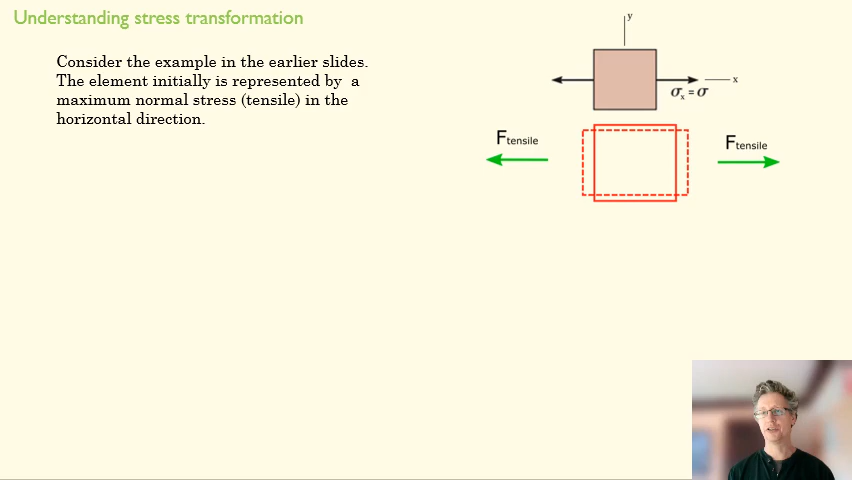 Understanding stress transformation
Consider the example in the earlier slides.
The element initially is represented by a
maximum normal stress (tensile) in the
horizontal direction.
y
x
σx = σ
Ftensile
Ftensile